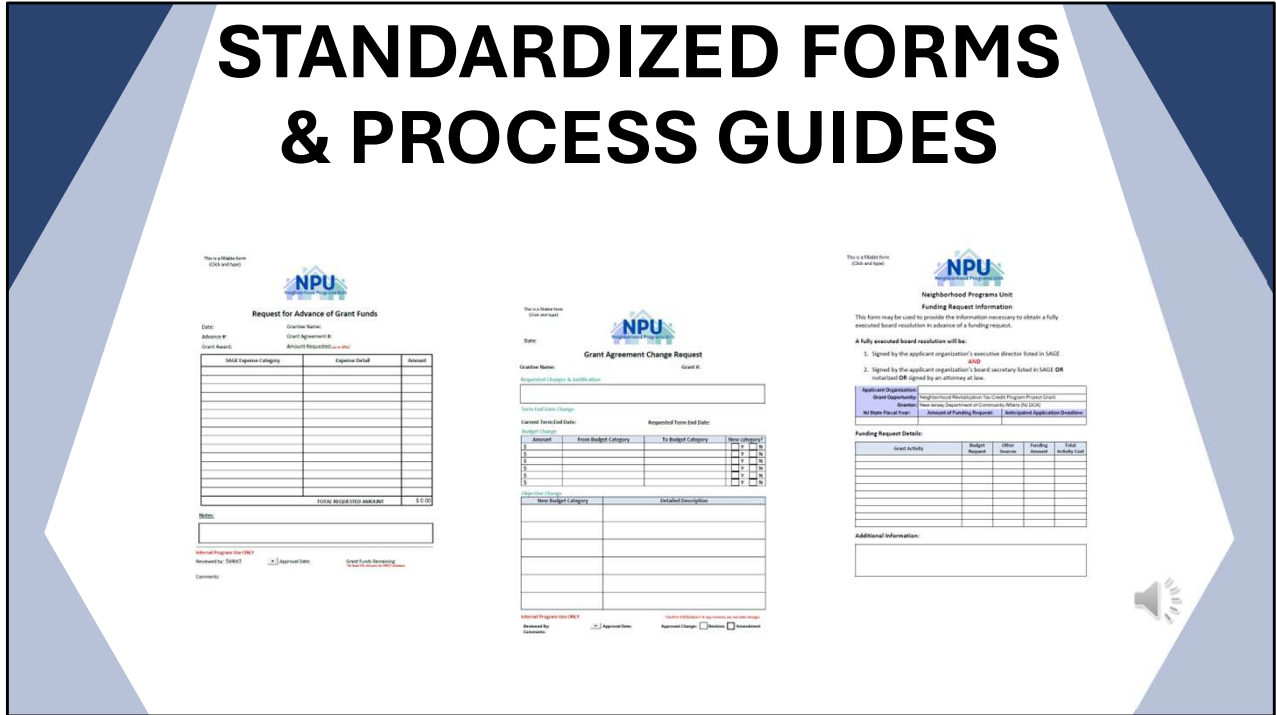 STANDARDIZED FORMS
& PROCESS GUIDES
This is a fillable form
(Click and type)
NPU
Neighborhood Programs Unit
Request for Advance of Grant Funds
Date:
Grantee Name:
Advance #:
Grant Agreement #:
Grant Award:
Amount Requested
SAGE Expense Category
Expense Detail
Amount
TOTAL REQUESTED AMOUNT
$ 0.00
Notes:
Internal Program Use ONLY
Reviewed by: Select
Approval Date:
Grant Funds Remaining:
Comments:
This is a fillable form
(Click and type)
NPU
Neighborhood Programs Unit
Date:
Grant Agreement Change Request
Grantee Name:
Grant #:
Requested Changes & Justification
Term End Date Change
Current Term End Date:
Requested Term End Date:
Budget Change
Amount
From Budget Category
To Budget Category
New category?
$ Y N
$ Y N
$ Y N
$ Y N
$ Y N
$ Y N
Objective Change
New Budget Category
Detailed Description
Internal Program Use ONLY
Reviewed By:
Approval Date:
Approved Change: Revision Amendment
Comments:
This is a fillable form
(Click and type)
NPU
Neighborhood Programs Unit
Neighborhood Programs Unit
Funding Request Information
This form may be used to provide the information necessary to obtain a fully
executed board resolution in advance of a funding request.
A fully executed board resolution will be:
1. Signed by the applicant organization's executive director listed in SAGE
AND
2. Signed by the applicant organization's board secretary listed in SAGE OR
notarized OR signed by an attorney at law.
Applicant Organization:
Grant Opportunity: Neighborhood Revitalization Tax Credit Program Project Grant
Grantor: New Jersey Department of Community Affairs (NJ DCA)
NJ State Fiscal Year:
Amount of Funding Request:
Anticipated Application Deadline:
Funding Request Details:
Grant Activity
Budget Request
Other Sources
Funding Amount
Total Activity Cost
Additional Information: